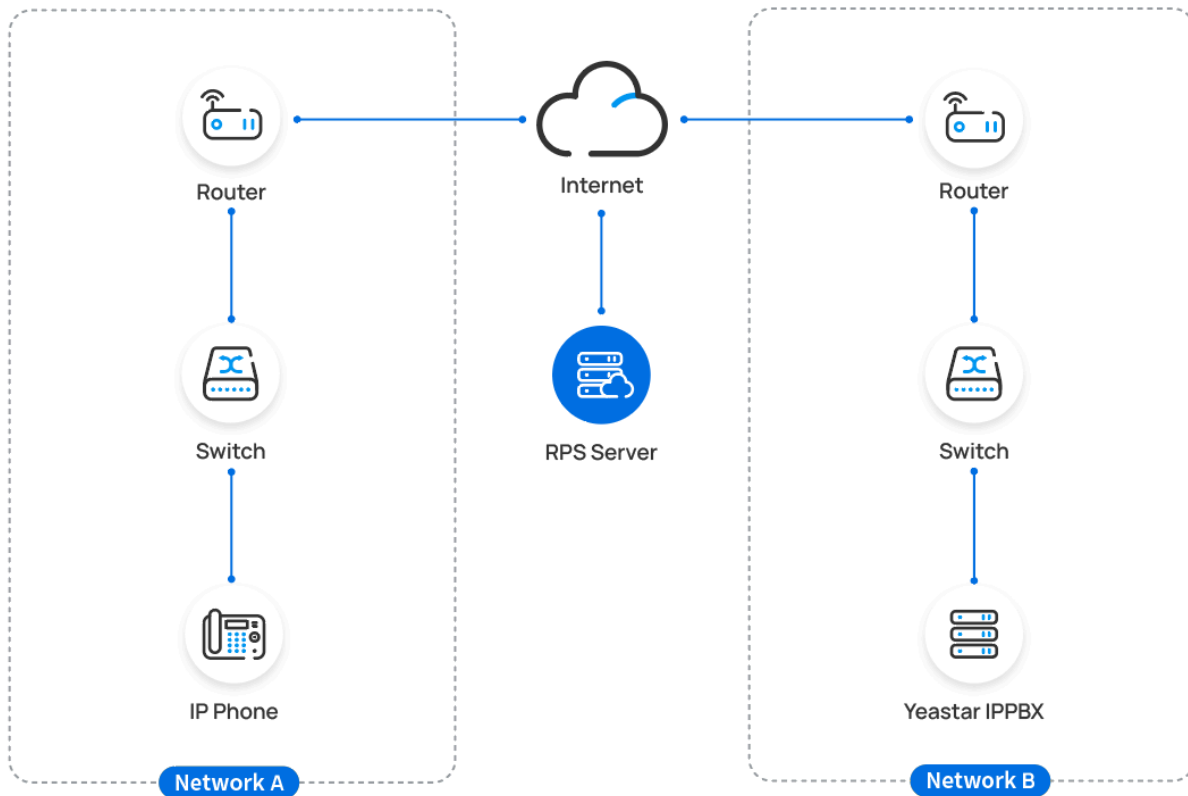 Router
Internet
Router
Switch
RPS Server
Switch
IP Phone
Yeastar IPPBX
Network A
Network B